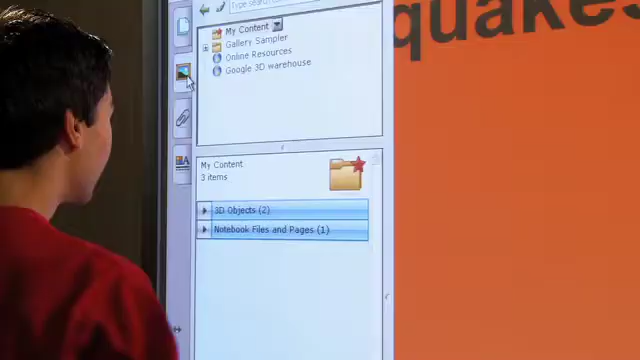 Type search
quakes
My Content
Gallery Sampler
Online Resources
Google 3D warehouse
My Content
3 items
3D Objects (2)
Notebook Files and Pages (1)